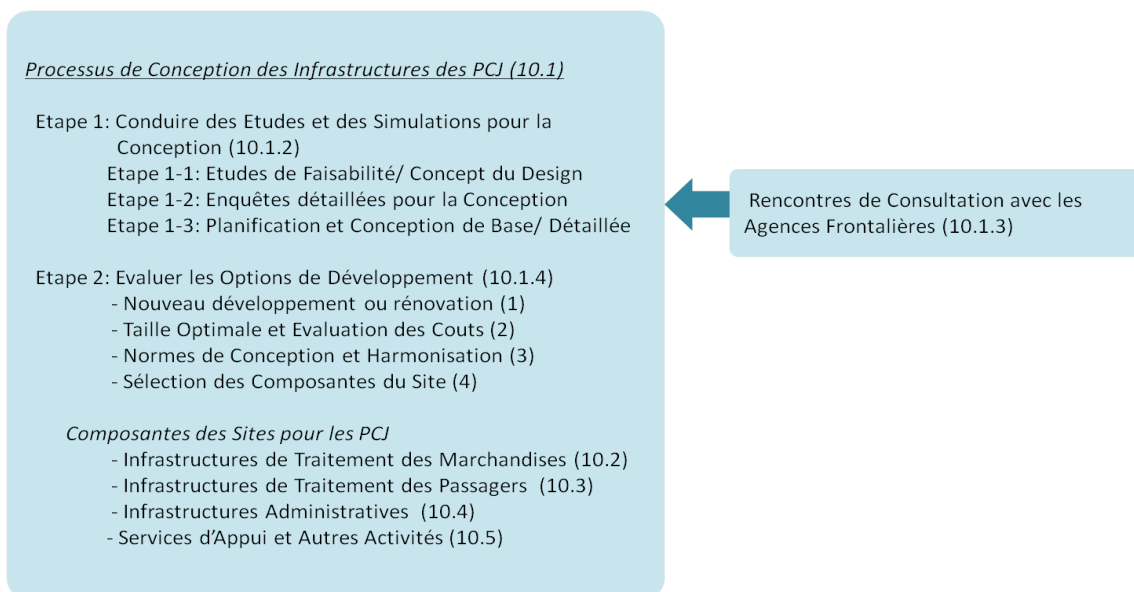 Processus de Conception des Infrastructures des PCJ (10.1)
Etape 1: Conduire des Etudes et des Simulations pour la
Conception (10.1.2)
Etape 1-1: Etudes de Faisabilité/ Concept du Design
Etape 1-2: Enquêtes détaillées pour la Conception
Etape 1-3: Planification et Conception de Base/ Détaillée
Etape 2: Evaluer les Options de Développement (10.1.4)
- Nouveau développement ou rénovation (1)
- Taille Optimale et Evaluation des Couts (2)
- Normes de Conception et Harmonisation (3)
- Sélection des Composantes du Site (4)
Composantes des Sites pour les PCJ
- Infrastructures de Traitement des Marchandises (10.2)
- Infrastructures de Traitement des Passagers (10.3)
- Infrastructures Administratives (10.4)
- Services d'Appui et Autres Activités (10.5)
Rencontres de Consultation avec les
Agences Frontalières (10.1.3)